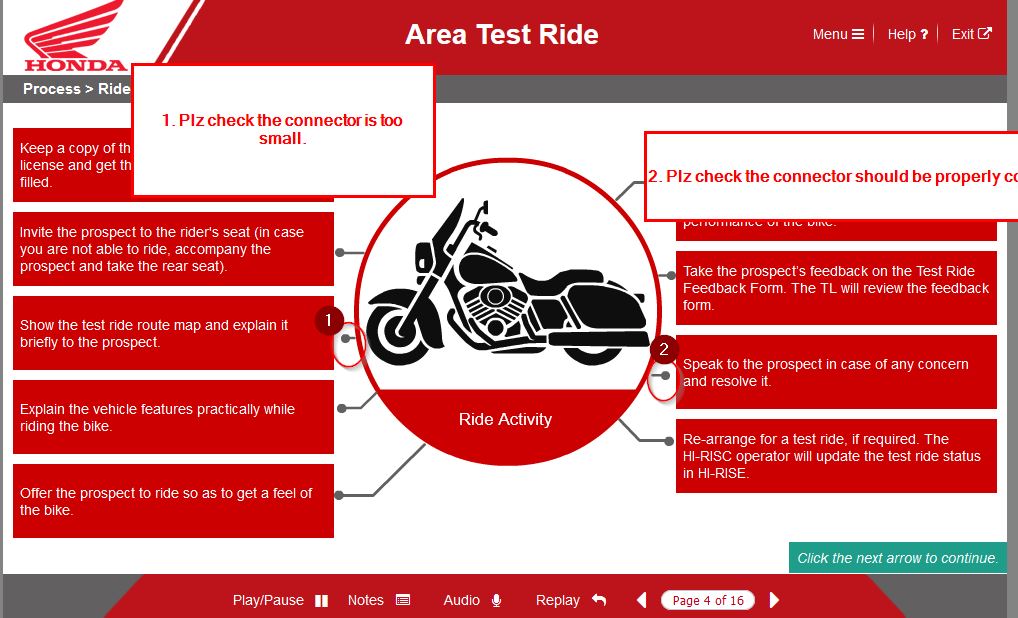 HONDA
Area Test Ride
Menu
Help ?
Exit
Process > Ride
1. Plz check the connector is too
small.
2. Plz check the connector should be properly
Keep a copy of
license and get
filled.
Invite the prospect to the rider's seat (in case
you are not able to ride, accompany the
prospect and take the rear seat).
1
Show the test ride route map and explain it
briefly to the prospect.
Explain the vehicle features practically while
riding the bike.
Offer the prospect to ride so as to get a feel of
the bike.
Ride Activity
performance of the bike.
Take the prospect's feedback on the Test Ride
Feedback Form. The TL will review the feedback
form.
2
Speak to the prospect in case of any concern
and resolve it.
Re-arrange for a test ride, if required. The
HI-RISC operator will update the test ride status
in HI-RISE.
Click the next arrow to continue.
Play/Pause
Notes
Audio
Replay
Page 4 of 16